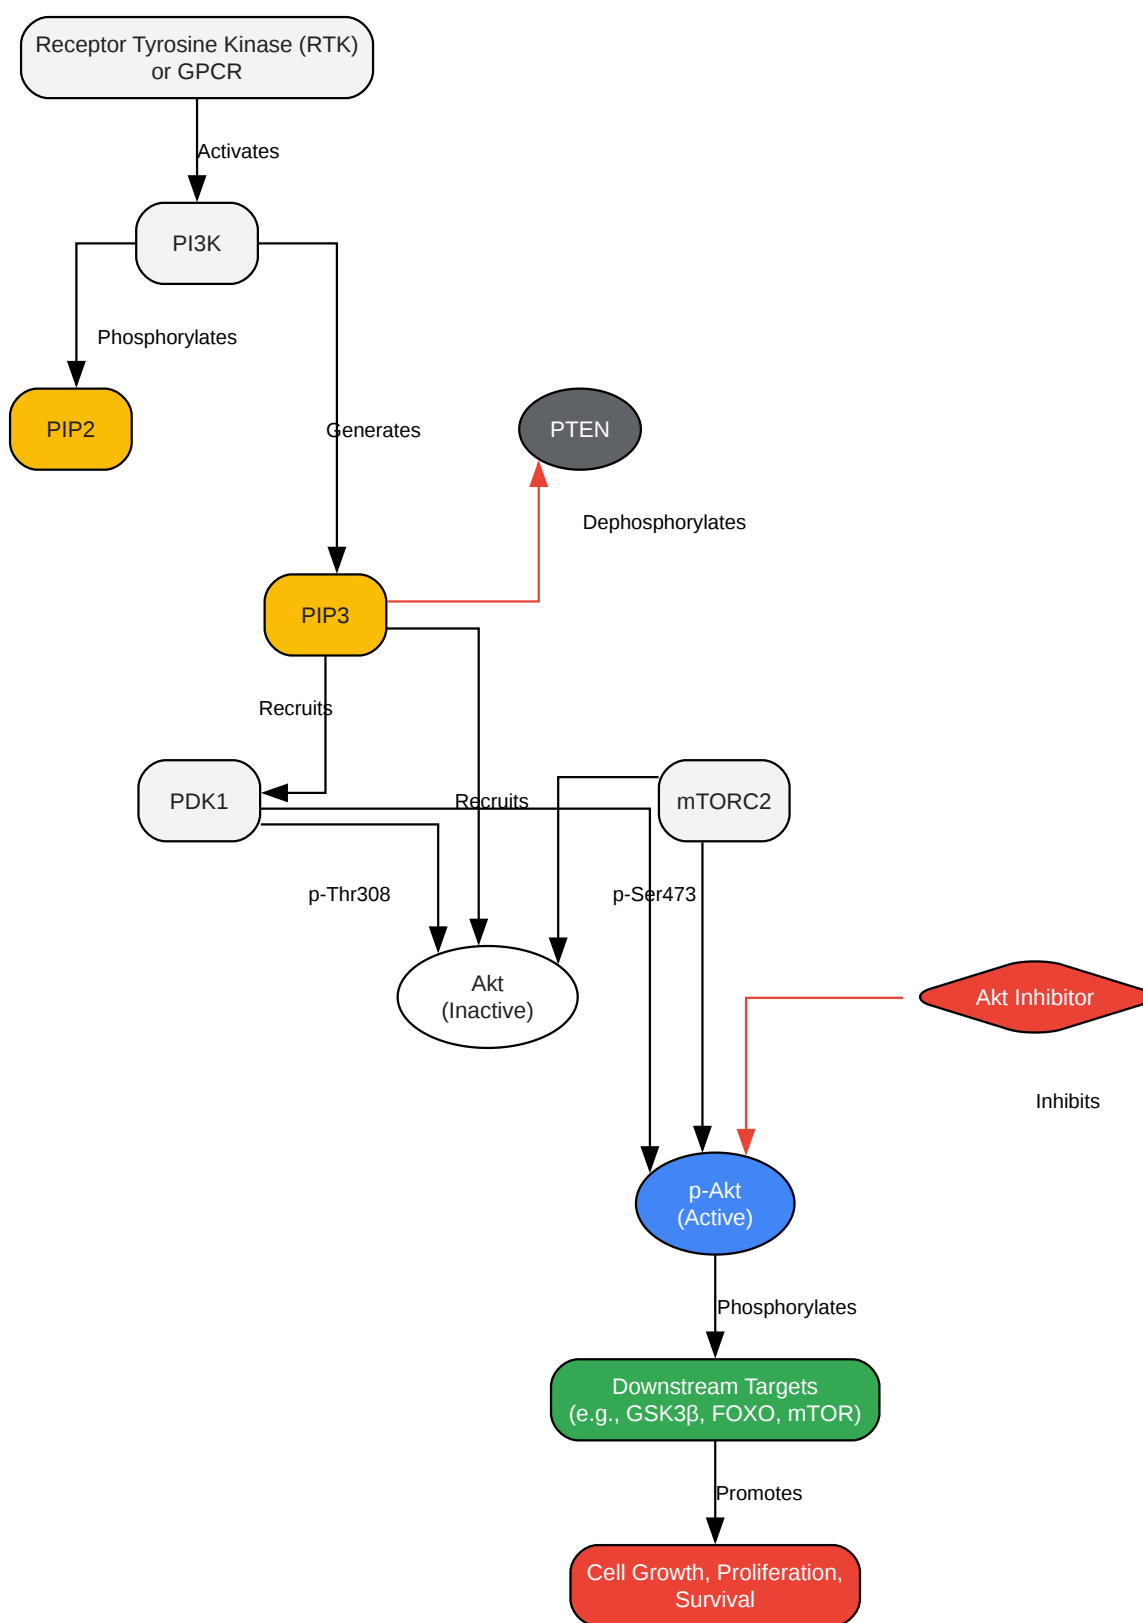 Receptor Tyrosine Kinase (RTK)
or GPCR
Activates
PI3K
Phosphorylates
PIP2
Generates
PTEN
Dephosphorylates
PIP3
Recruits
PDK1
Recruits
mTORC2
p-Thr308
p-Ser473
Akt
(Inactive)
Akt Inhibitor
Inhibits
p-Akt
(Active)
Phosphorylates
Downstream Targets
(e.g., GSK3β, FOXO, mTOR)
Promotes
Cell Growth, Proliferation,
Survival